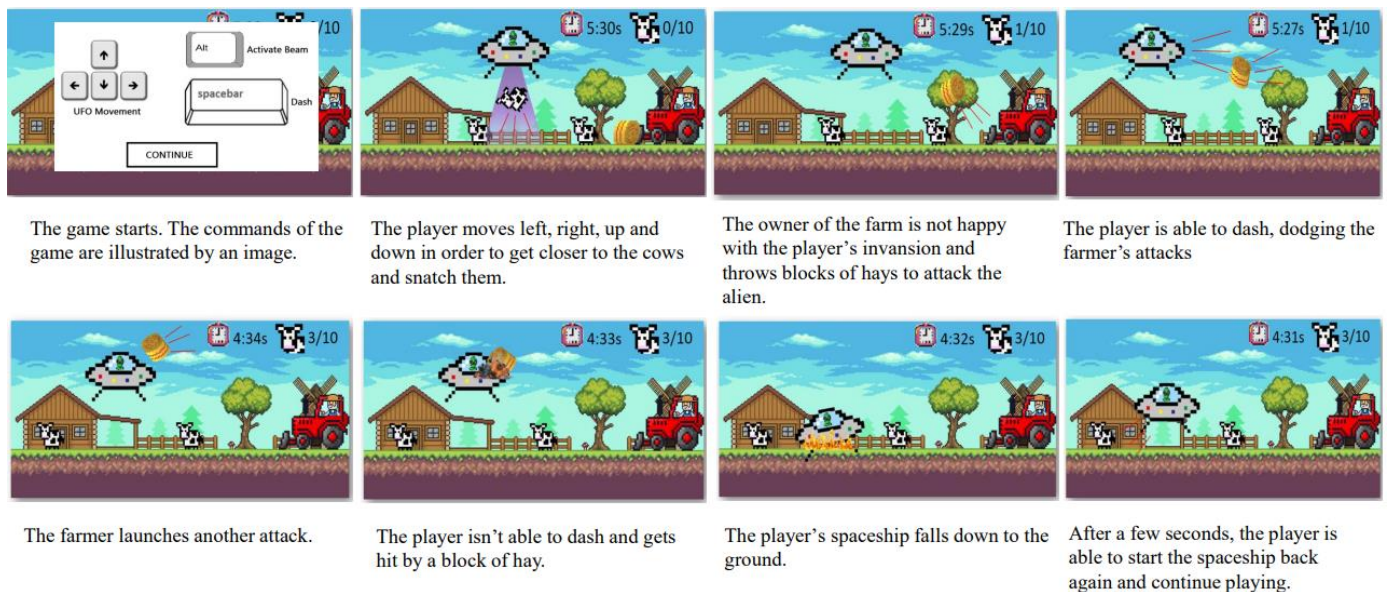 /10
Alt
Activate Beam
spacebar
Dash
UFO Movement
CONTINUE
5:30s 0/10
5:29s 1/10
5:27s 1/10
The game starts. The commands of the
game are illustrated by an image.
The player moves left, right, up and
down in order to get closer to the cows
and snatch them.
The owner of the farm is not happy
with the player's invansion and
throws blocks of hays to attack the
alien.
The player is able to dash, dodging the
farmer's attacks
4:34s 3/10
4:33s 3/10
4:32s 3/10
4:31s 3/10
The farmer launches another attack.
The player isn't able to dash and gets
hit by a block of hay.
The player's spaceship falls down to the
ground.
After a few seconds, the player is
able to start the spaceship back
again and continue playing.